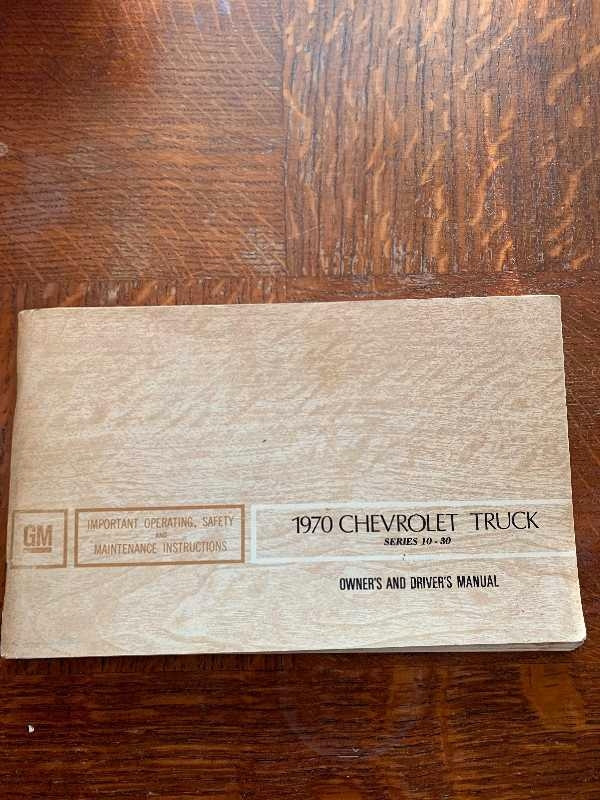 GM
IMPORTANT OPERATING, SAFETY
AND
MAINTENANCE INSTRUCTIONS
1970 CHEVROLET TRUCK
SERIES 10 - 30
OWNER'S AND DRIVER'S MANUAL